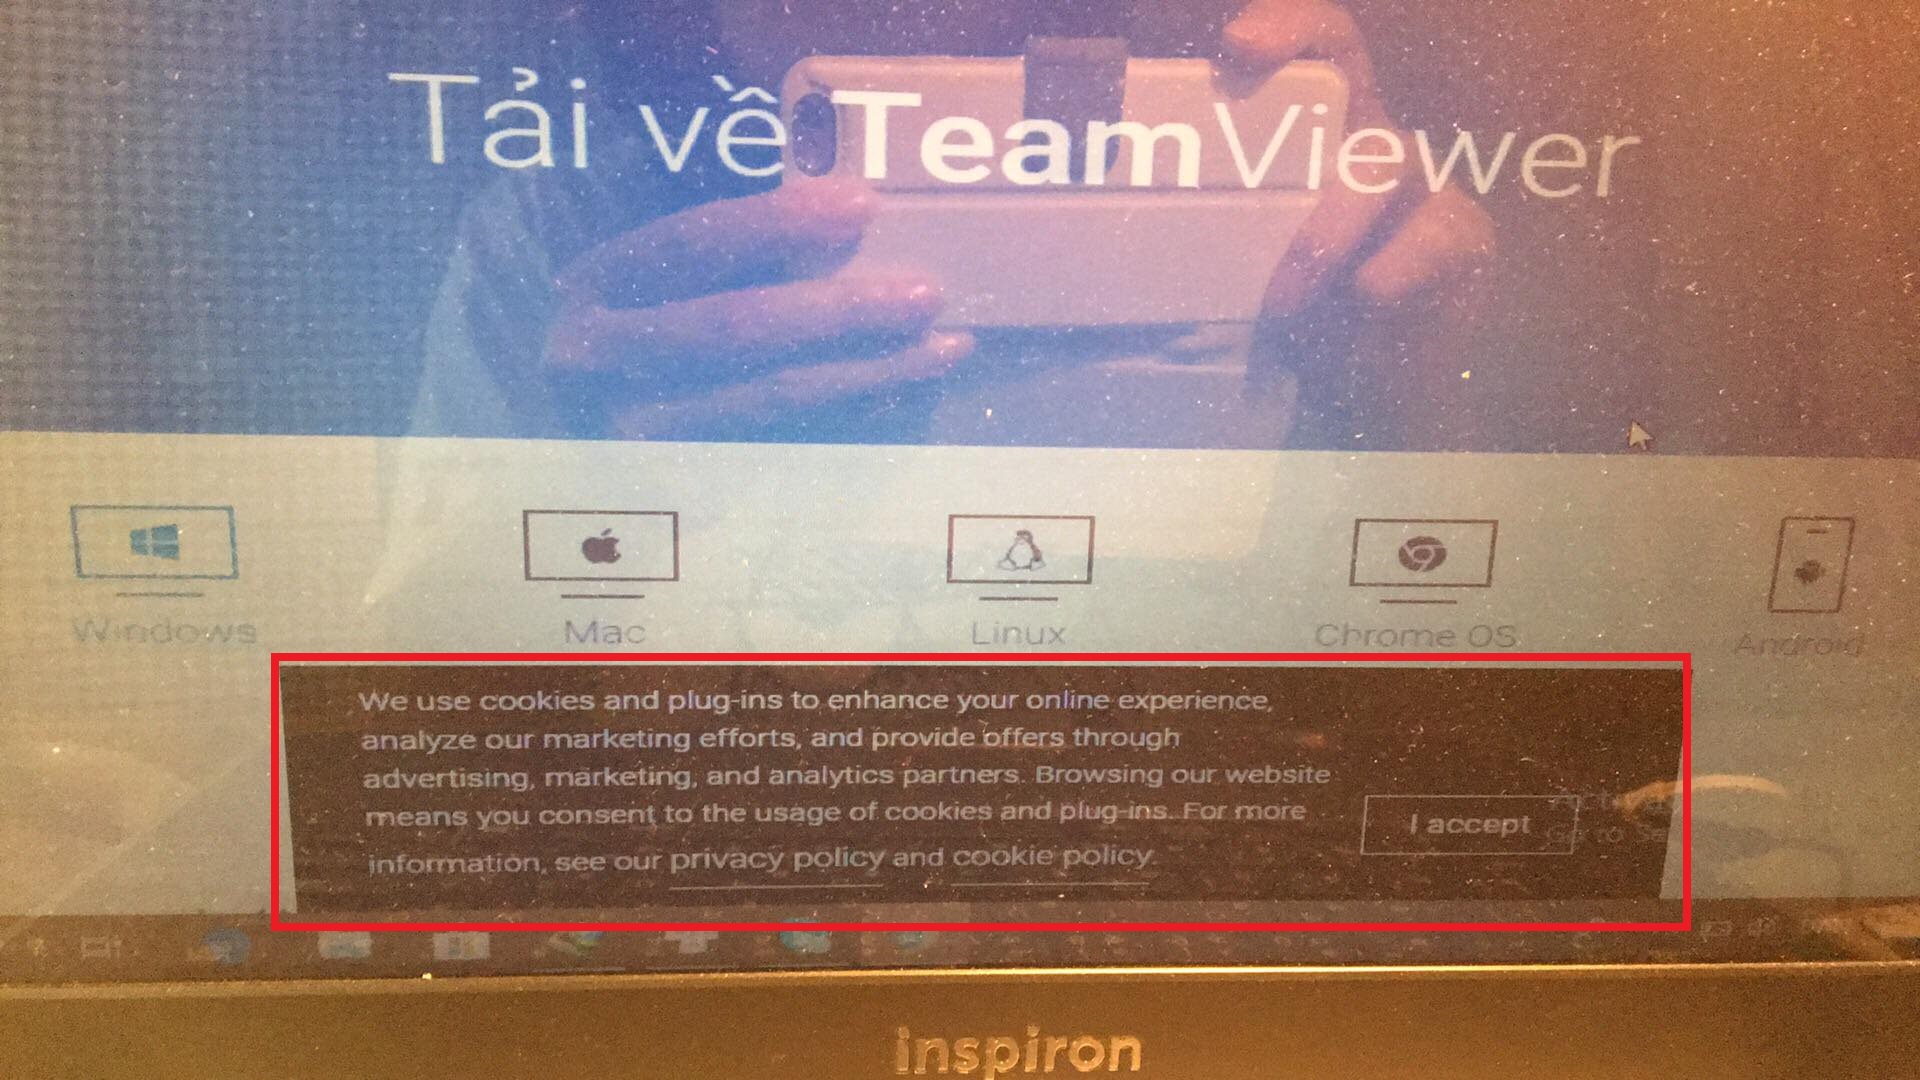 Tải về TeamViewer
Windows
Mac
Linux
Chrome OS
Android
We use cookies and plug-ins to enhance your online experience,
analyze our marketing efforts, and provide offers through
advertising, marketing, and analytics partners. Browsing our website
means you consent to the usage of cookies and plug-ins. For more
information, see our privacy policy and cookie policy.
I accept
Go to
inspiron